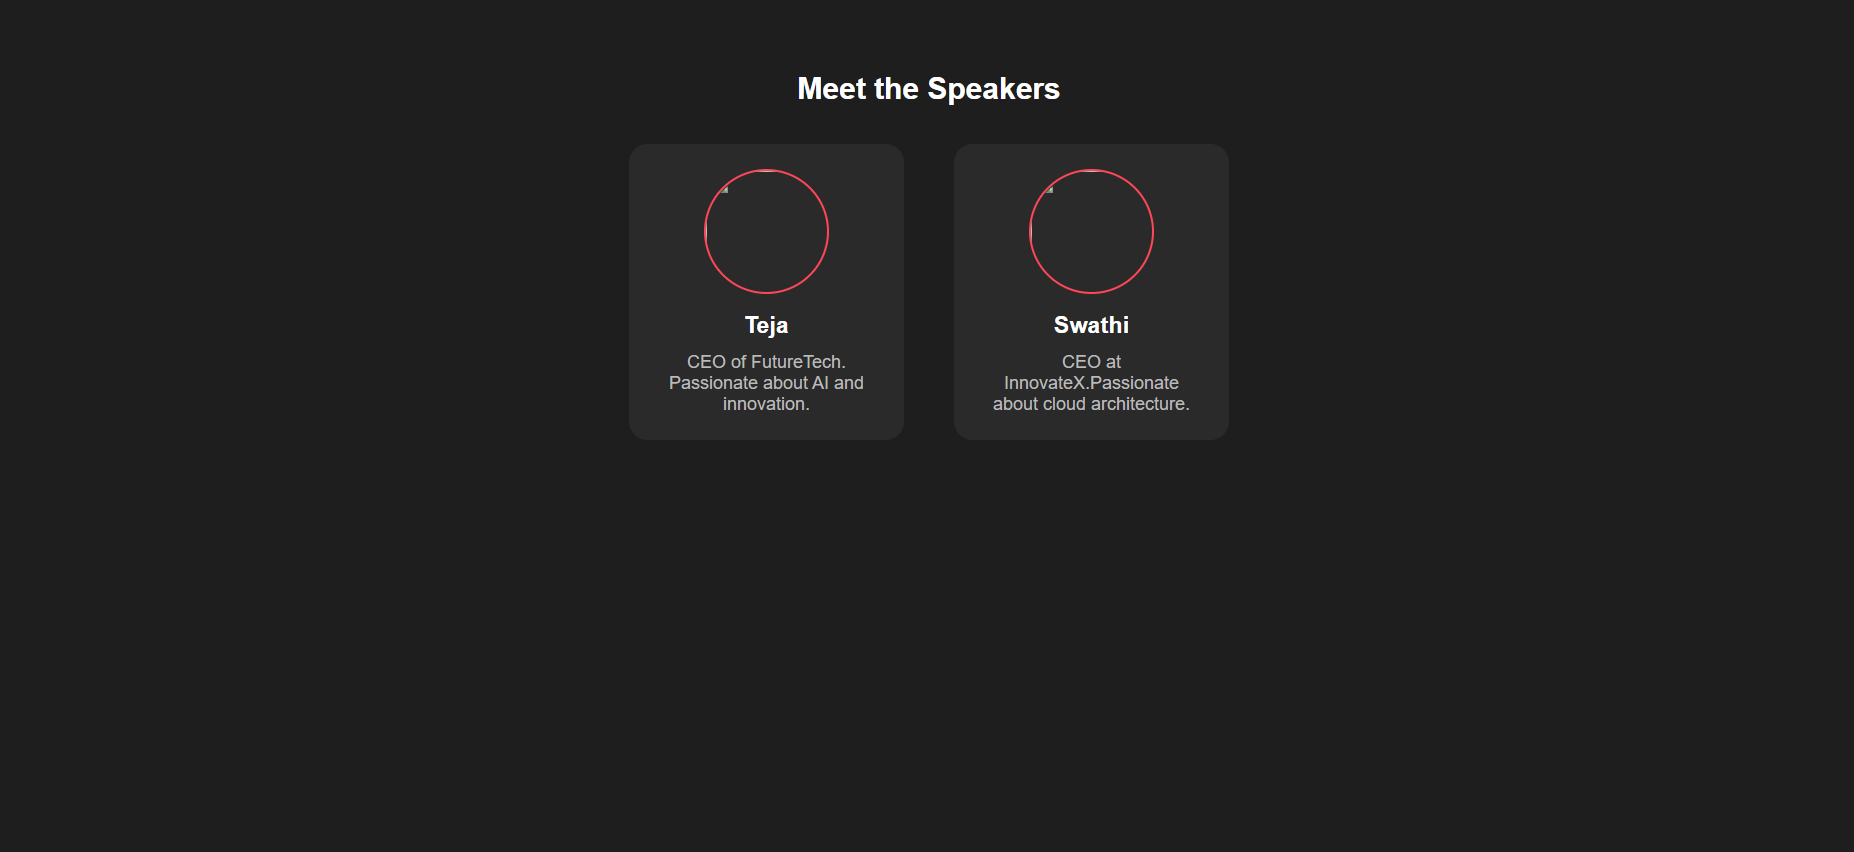 Meet the Speakers
Teja
CEO of FutureTech.
Passionate about AI and
innovation.
Swathi
CEO at
InnovateX.Passionate
about cloud architecture.